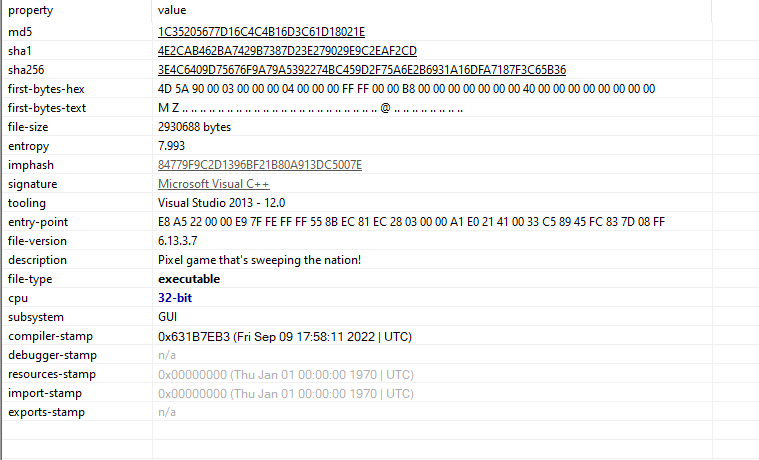 property value
md5 1C35205677D16C4C4B16D3C61D18021E
sha1 4E2CAB462BA7429B7387D23E279029E9C2EAF2CD
sha256 3E4C6409D75676F9A79A5392274BC459D2F75A6E2B6931A16DFA7187F3C65B36
first-bytes-hex 4D 5A 90 00 03 00 00 00 04 00 00 00 FF FF 00 00 B8 00 00 00 00 00 00 00 40 00 00 00 00 00 00 00
first-bytes-text M Z .. .. .. .. .. .. .. .. .. .. .. .. .. .. .. .. .. .. .. .. .. .. @ .. .. .. .. .. .. ..
file-size 2930688 bytes
entropy 7.993
imphash 84779F9C2D1396BF21B80A913DC5007E
signature Microsoft Visual C++
tooling Visual Studio 2013 - 12.0
entry-point E8 A5 22 00 00 E9 7F FE FF FF 55 8B EC 81 EC 28 03 00 00 A1 E0 21 41 00 33 C5 89 45 FC 83 7D 08 FF
file-version 6.13.3.7
description Pixel game that's sweeping the nation!
file-type executable
cpu 32-bit
subsystem GUI
compiler-stamp 0x631B7EB3 (Fri Sep 09 17:58:11 2022 | UTC)
debugger-stamp n/a
resources-stamp 0x00000000 (Thu Jan 01 00:00:00 1970 | UTC)
import-stamp 0x00000000 (Thu Jan 01 00:00:00 1970 | UTC)
exports-stamp n/a